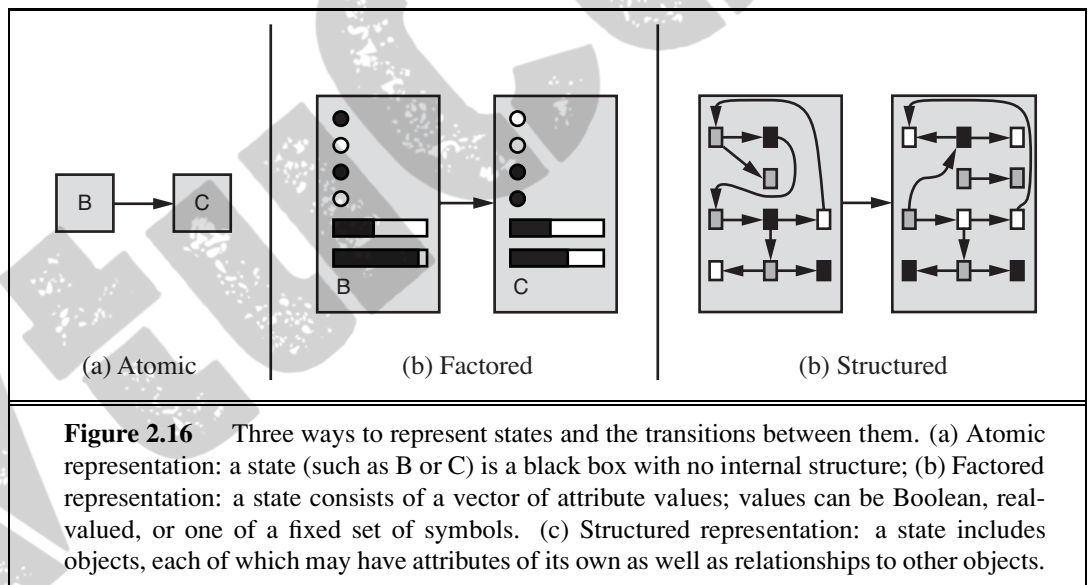 B
C
B
C
(a) Atomic
(b) Factored
(b) Structured
Figure 2.16 Three ways to represent states and the transitions between them. (a) Atomic
representation: a state (such as B or C) is a black box with no internal structure; (b) Factored
representation: a state consists of a vector of attribute values; values can be Boolean, real-
valued, or one of a fixed set of symbols. (c) Structured representation: a state includes
objects, each of which may have attributes of its own as well as relationships to other objects.